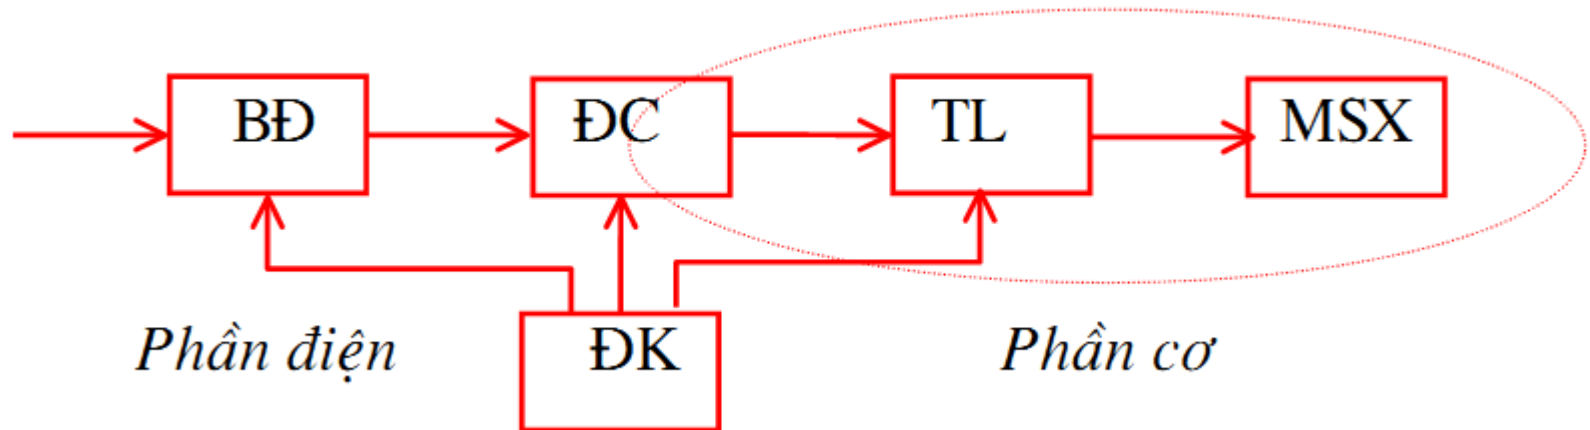 BĐ ĐC TL MSX
Phần điện ĐK Phần cơ